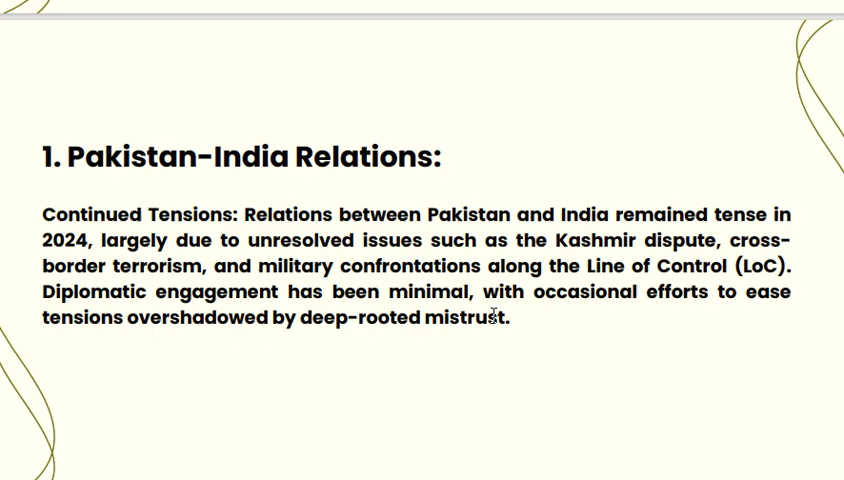 1. Pakistan-India Relations:
Continued Tensions: Relations between Pakistan and India remained tense in
2024, largely due to unresolved issues such as the Kashmir dispute, cross-
border terrorism, and military confrontations along the Line of Control (LoC).
Diplomatic engagement has been minimal, with occasional efforts to ease
tensions overshadowed by deep-rooted mistrust.